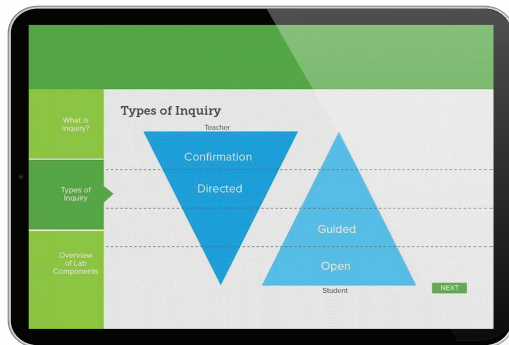 What is
Inquiry?
Types of
Inquiry
Overview
of Lab
Components
Types of Inquiry
Teacher
Confirmation
Directed
Guided
Open
Student
NEXT